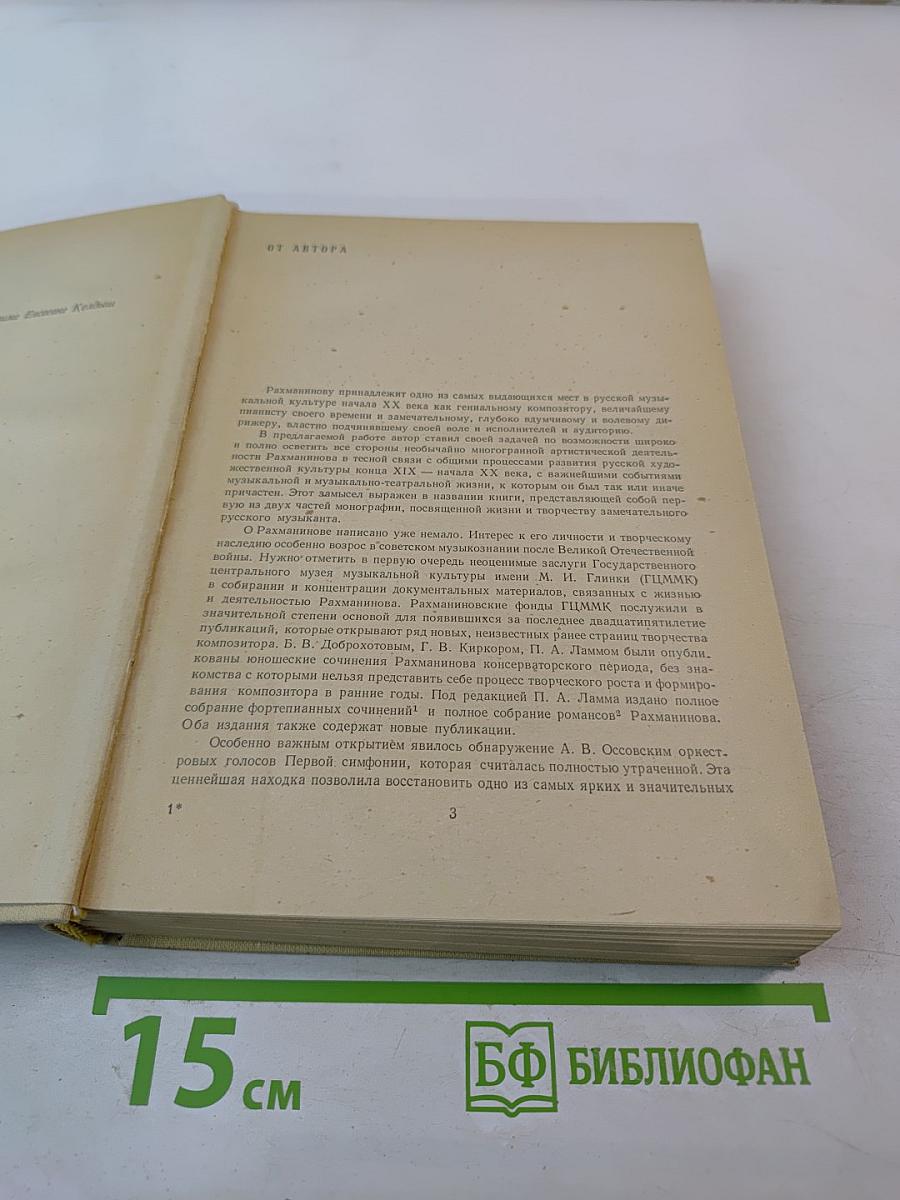 Евгении Келдыш
ОТ АВТОРА
Рахманинову принадлежит одно из самых выдающихся мест в русской музы-
кальной культуре начала XX века как гениальному композитору, величайшему
пианисту своего времени и замечательному, глубоко вдумчивому и волевому ди-
рижеру, властно подчинявшему своей воле и исполнителей и аудиторию.
В предлагаемой работе автор ставил своей задачей по возможности широко
и полно осветить все стороны необычайно многогранной артистической деятель-
ности Рахманинова в тесной связи с общими процессами развития русской худо-
жественной культуры конца XIX — начала XX века, с важнейшими событиями
музыкальной и музыкально-театральной жизни, к которым он был так или иначе
причастен. Этот замысел выражен в названии книги, представляющей собой пер-
вую из двух частей монографии, посвященной жизни и творчеству замечательного
русского музыканта.
О Рахманинове написано уже немало. Интерес к его личности и творческому
наследию особенно возрос в советском музыкознании после Великой Отечественной
войны. Нужно отметить в первую очередь неоценимые заслуги Государственного
центрального музея музыкальной культуры имени М. И. Глинки (ГЦММК)
в собирании и концентрации документальных материалов, связанных с жизнью
и деятельностью Рахманинова. Рахманиновские фонды ГЦММК послужили в
значительной степени основой для появившихся за последнее двадцатипятилетие
публикаций, которые открывают ряд новых, неизвестных ранее страниц творчества
композитора. Б. В. Доброхотовым, Г. В. Киркором, П. А. Ламмом были опубли-
кованы юношеские сочинения Рахманинова консерваторского периода, без зна-
комства с которыми нельзя представить себе процесс творческого роста и формиро-
вания композитора в ранние годы. Под редакцией П. А. Ламма издано полное
собрание фортепианных сочинений¹ и полное собрание романсов² Рахманинова.
Оба издания также содержат новые публикации.
Особенно важным открытием явилось обнаружение А. В. Оссовским оркест-
ровых голосов Первой симфонии, которая считалась полностью утраченной. Эта
ценнейшая находка позволила восстановить одно из самых ярких и значительных
1*
3
15 см
БФ БИБЛИОФАН